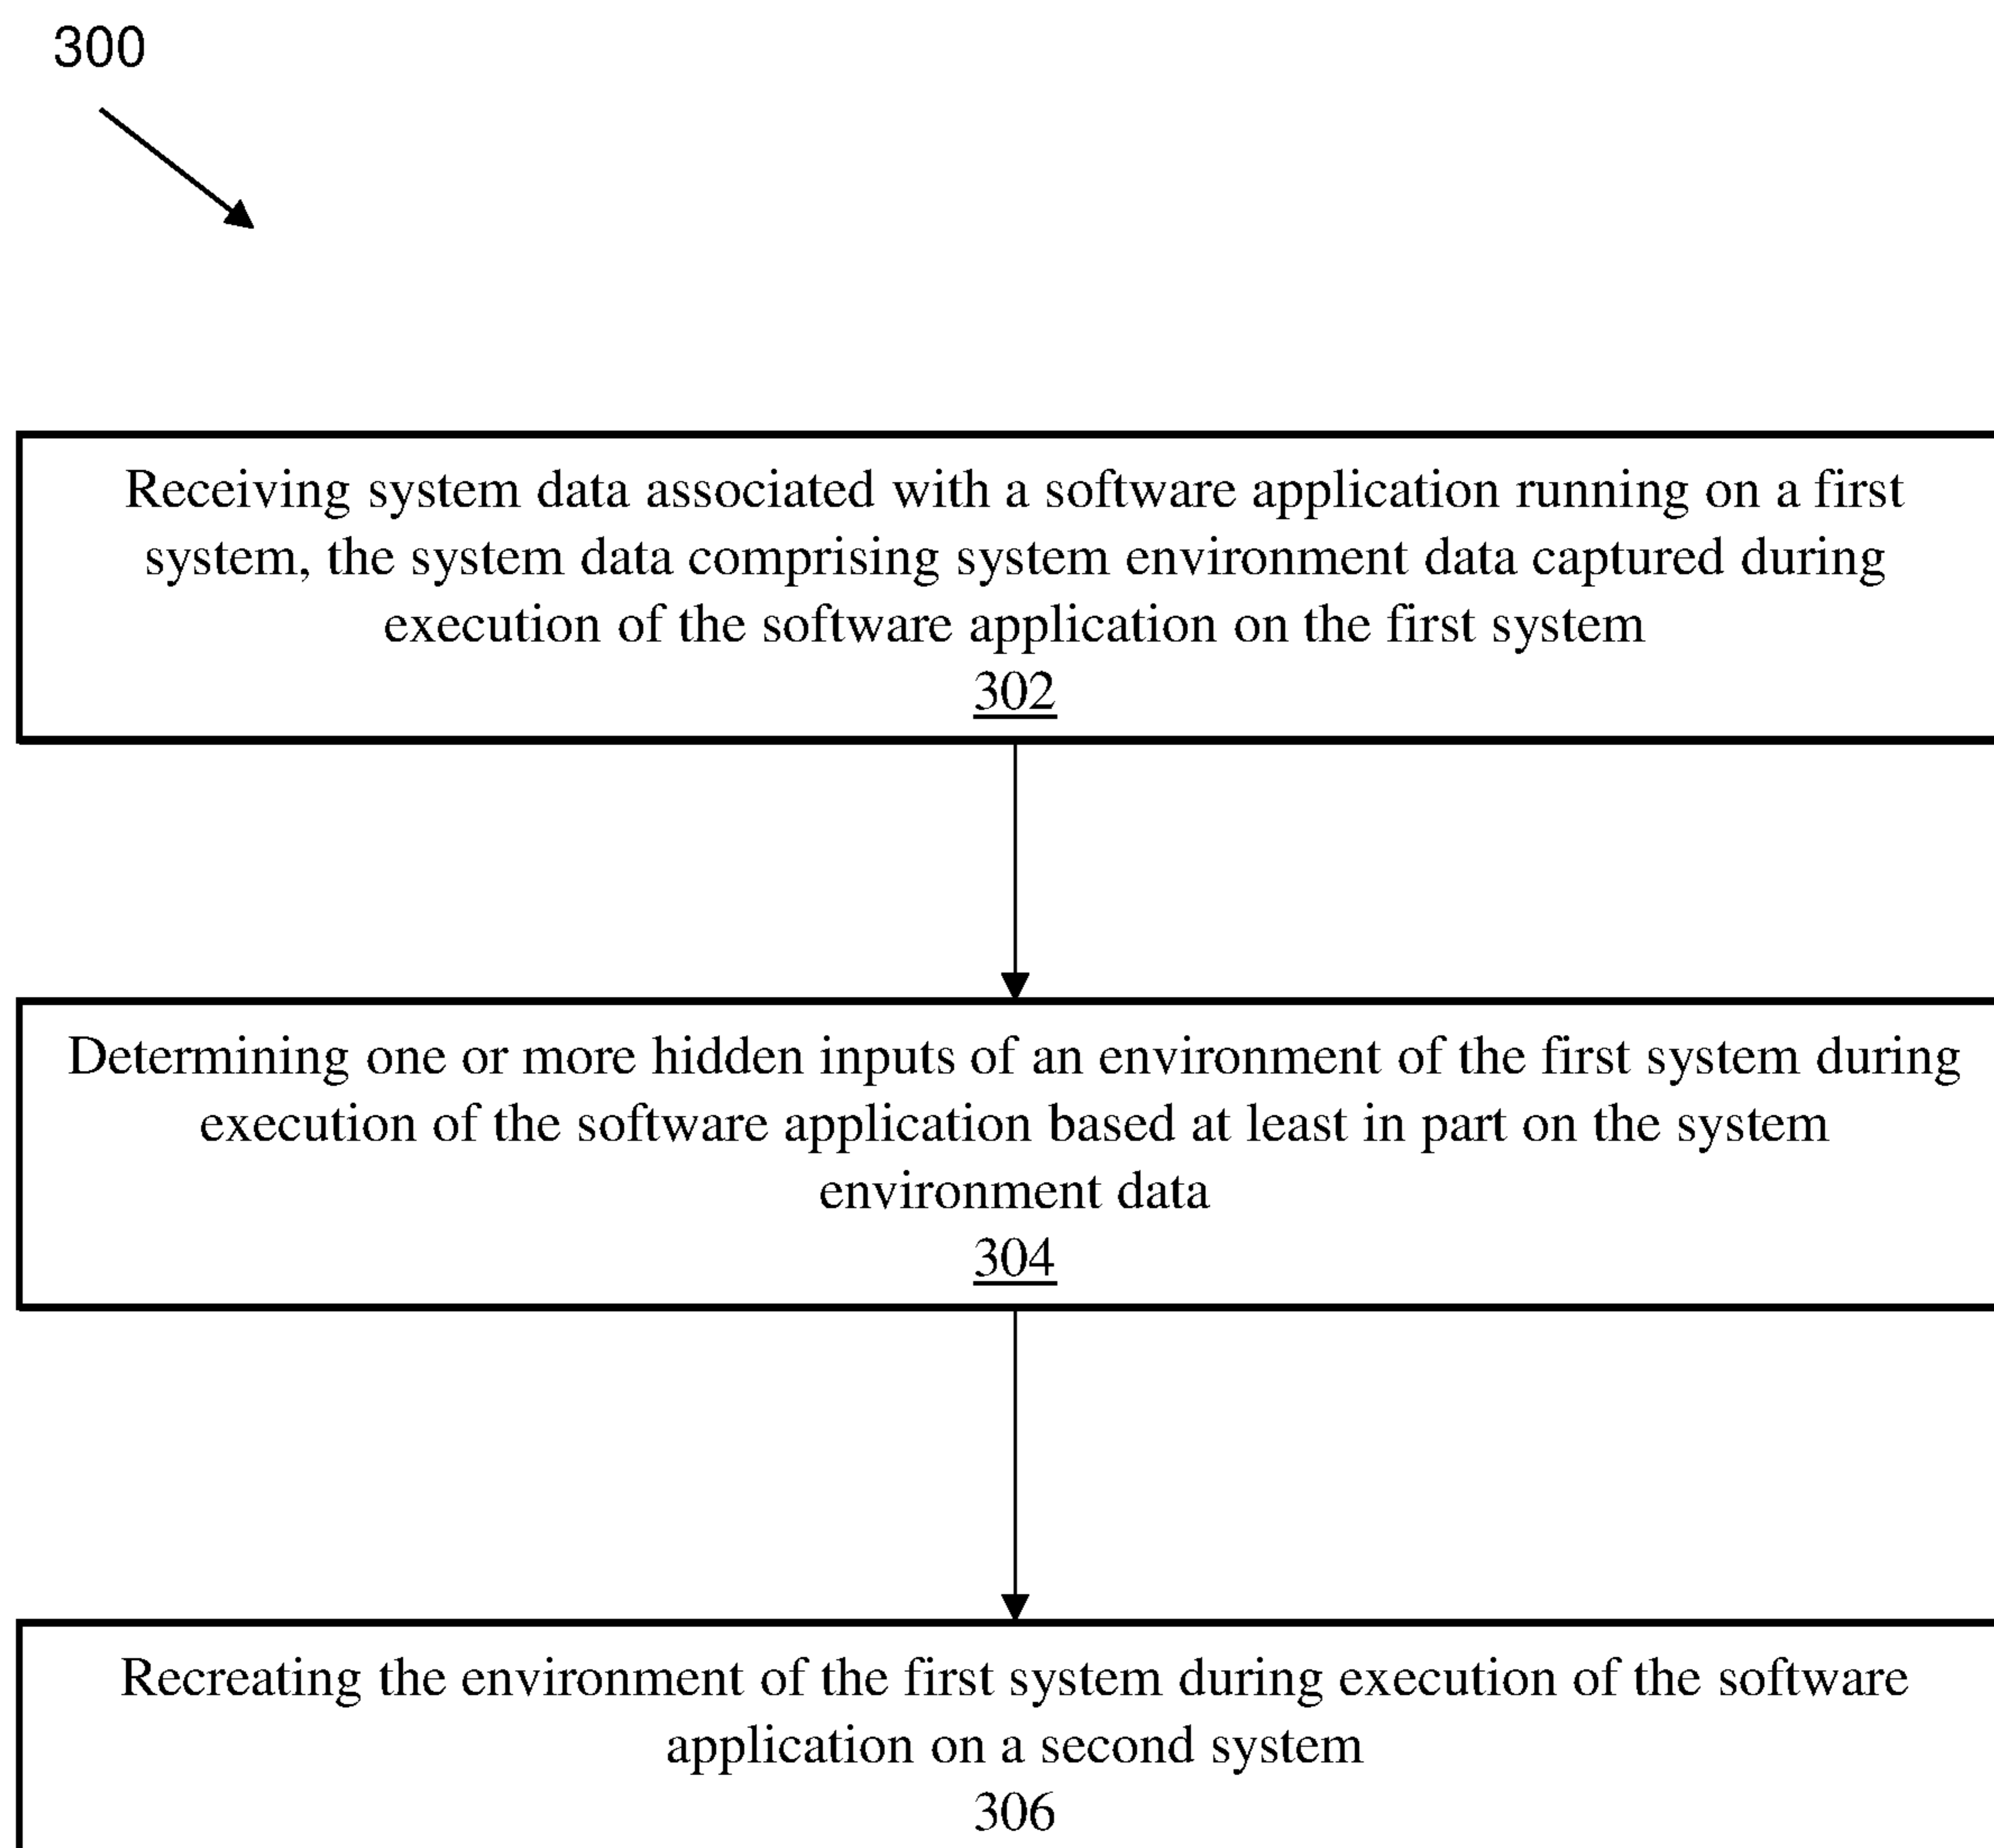 300
Receiving system data associated with a software application running on a first
system, the system data comprising system environment data captured during
execution of the software application on the first system
302
Determining one or more hidden inputs of an environment of the first system during
execution of the software application based at least in part on the system
environment data
304
Recreating the environment of the first system during execution of the software
application on a second system
306